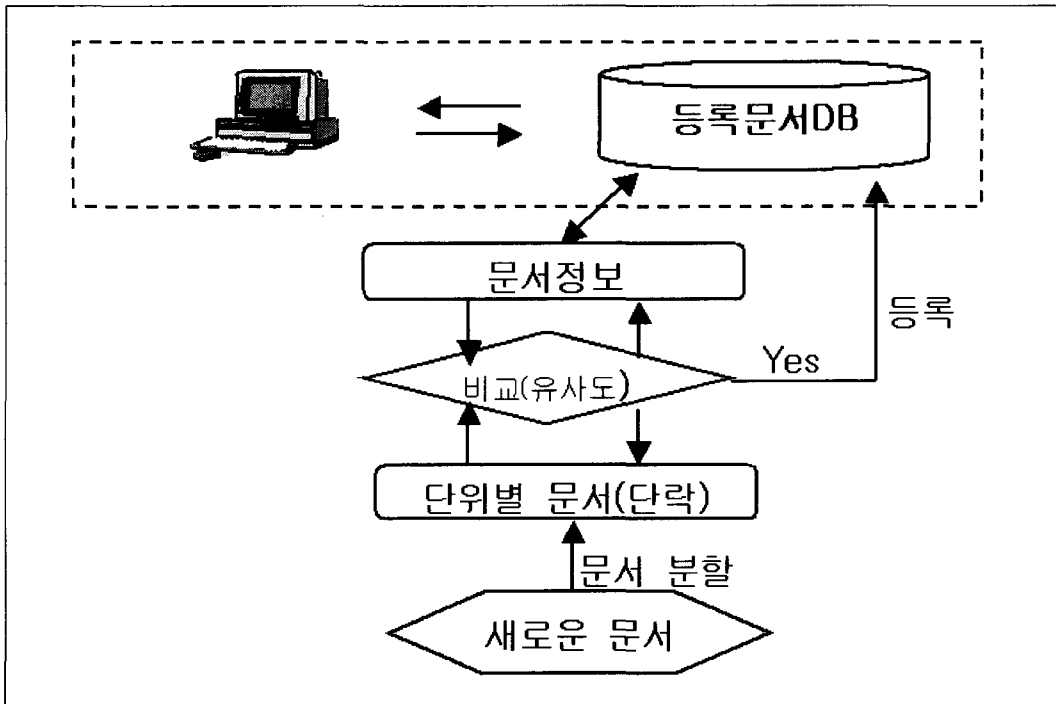 등록문서DB
문서정보
등록
Yes
비교(유사도)
단위별 문서(단락)
문서 분할
새로운 문서